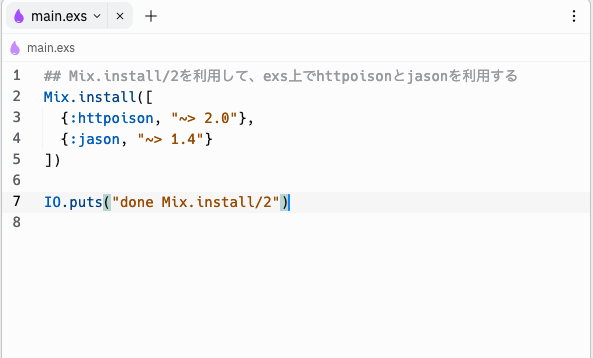 main.exs
main.exs
1 ## Mix.install/2を利用して、exs上でhttpoisonとjasonを利用する
2 Mix.install([
3   {:httpoison, "~> 2.0"},
4   {:jason, "~> 1.4"}
5 ])
6
7 IO.puts("done Mix.install/2")
8